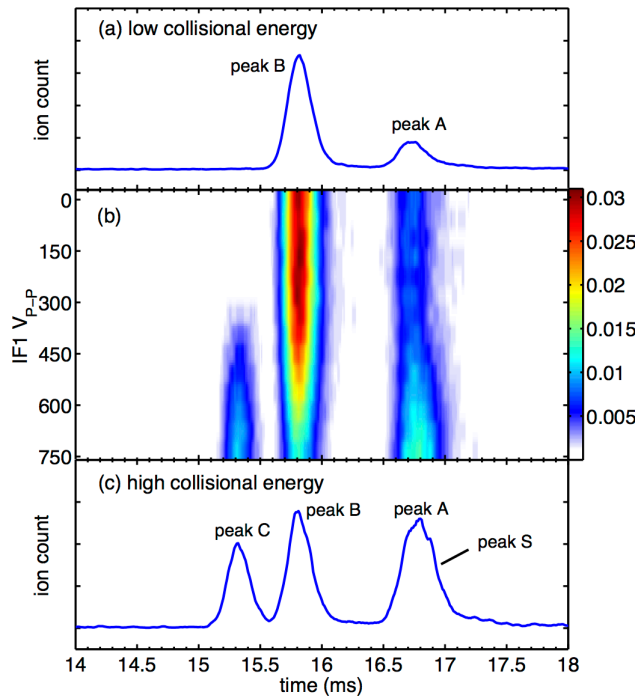 (a) low collisional energy
peak B
peak A
ion count
(b)
0
150
300
450
600
750
IF1 V_P-P
0.03
0.025
0.02
0.015
0.01
0.005
(c) high collisional energy
peak C
peak B
peak A
peak S
ion count
14 14.5 15 15.5 16 16.5 17 17.5 18
time (ms)